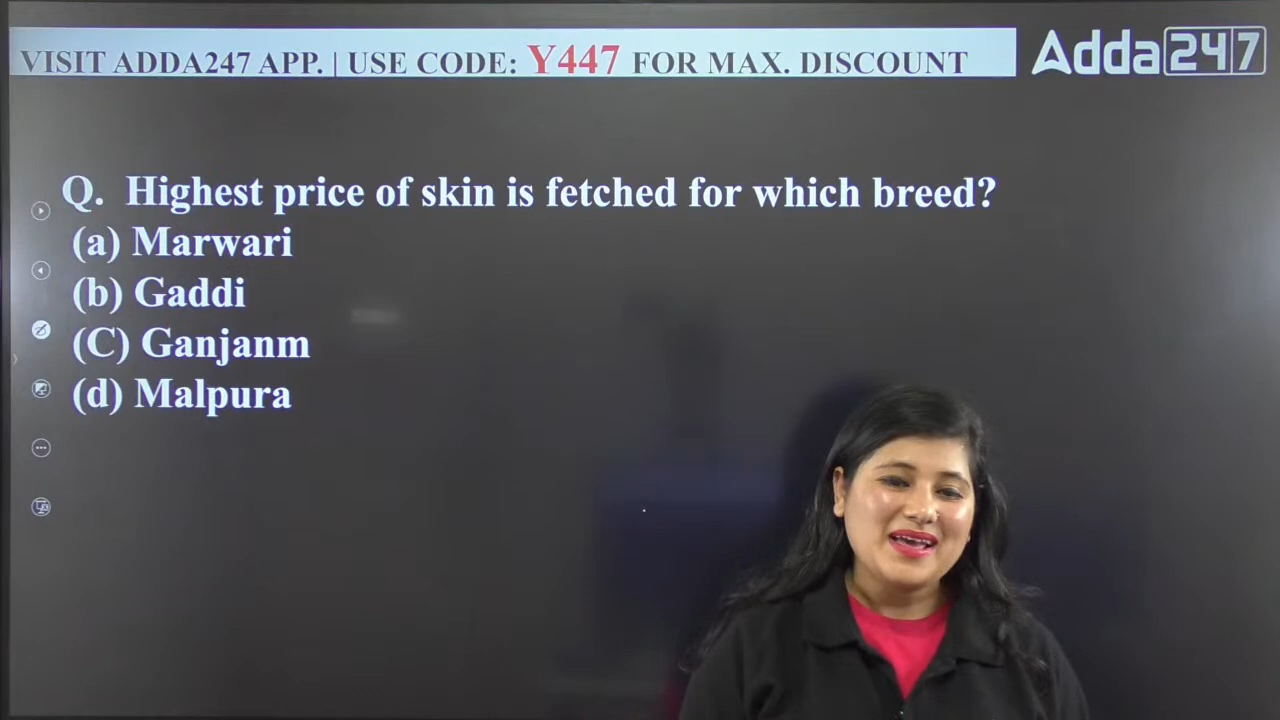 VISIT ADDA247 APP. | USE CODE: Y447 FOR MAX. DISCOUNT
Adda247
Q. Highest price of skin is fetched for which breed?
(a) Marwari
(b) Gaddi
(C) Ganjanm
(d) Malpura